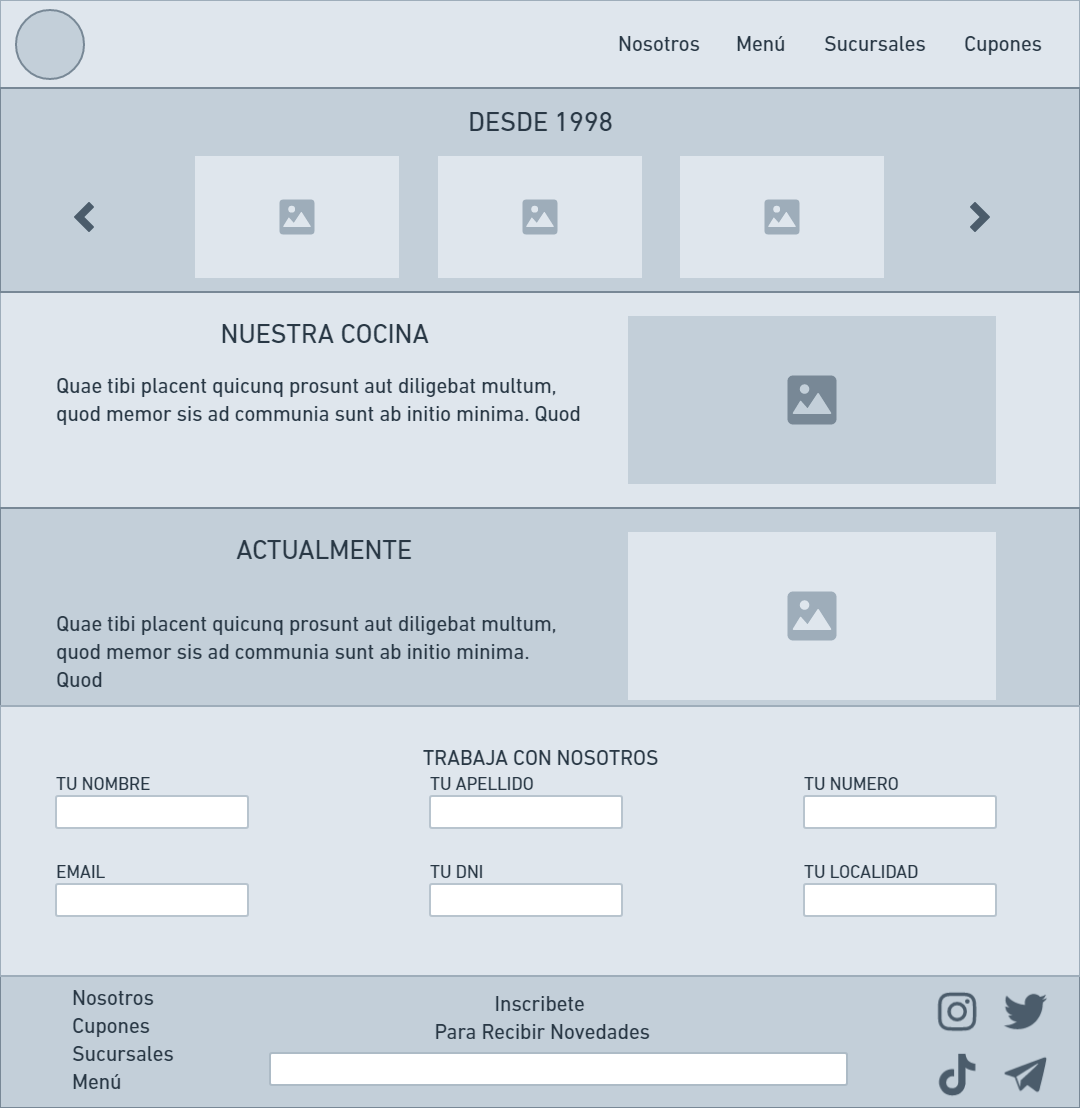 Nosotros Menú Sucursales Cupones
DESDE 1998
NUESTRA COCINA
Quae tibi placent quicunq prosunt aut diligebat multum,
quod memor sis ad communia sunt ab initio minima. Quod
ACTUALMENTE
Quae tibi placent quicunq prosunt aut diligebat multum,
quod memor sis ad communia sunt ab initio minima.
Quod
TRABAJA CON NOSOTROS
TU NOMBRE TU APELLIDO TU NUMERO
EMAIL TU DNI TU LOCALIDAD
Nosotros
Cupones
Sucursales
Menú
Inscribete
Para Recibir Novedades